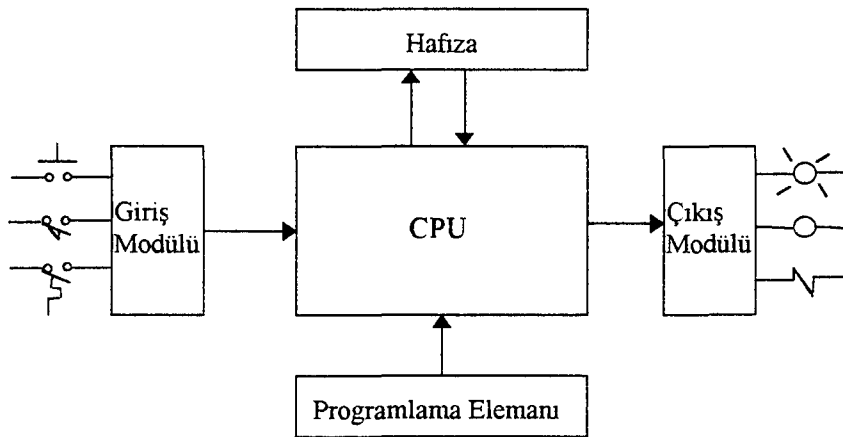 Hafıza
Giriş
Modülü
CPU
Çıkış
Modülü
Programlama Elemanı